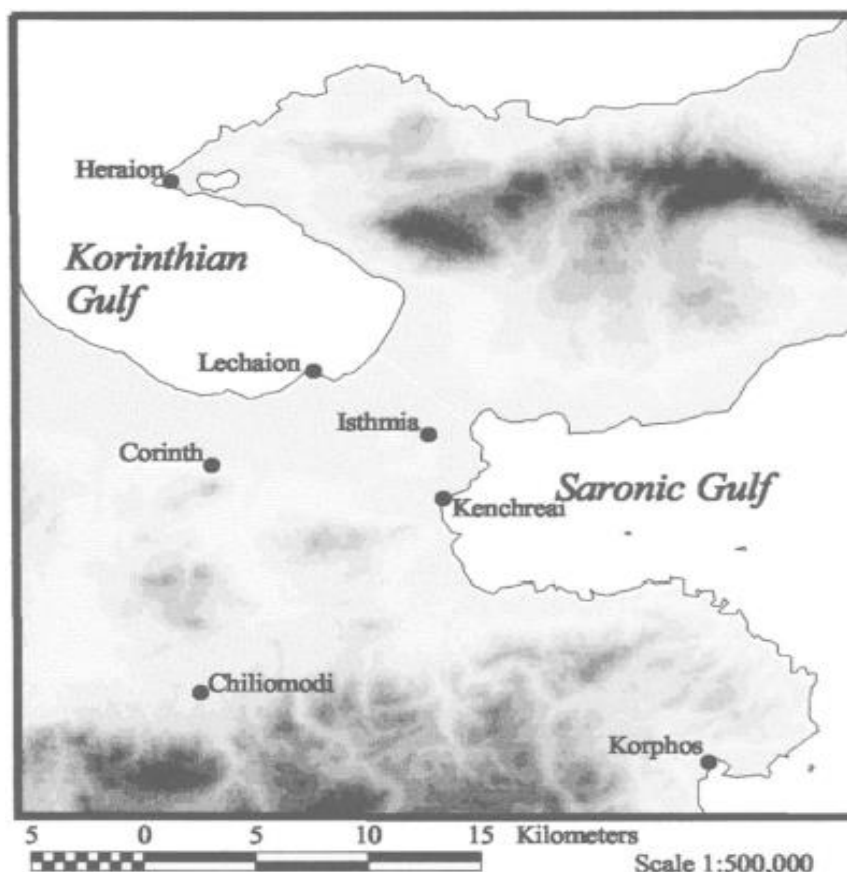 Heraion
Korinthian
Gulf
Lechaion
Isthmia
Corinth
Saronic Gulf
Kenchreai
Chiliomodi
Korphos
5 0 5 10 15 Kilometers
Scale 1:500,000